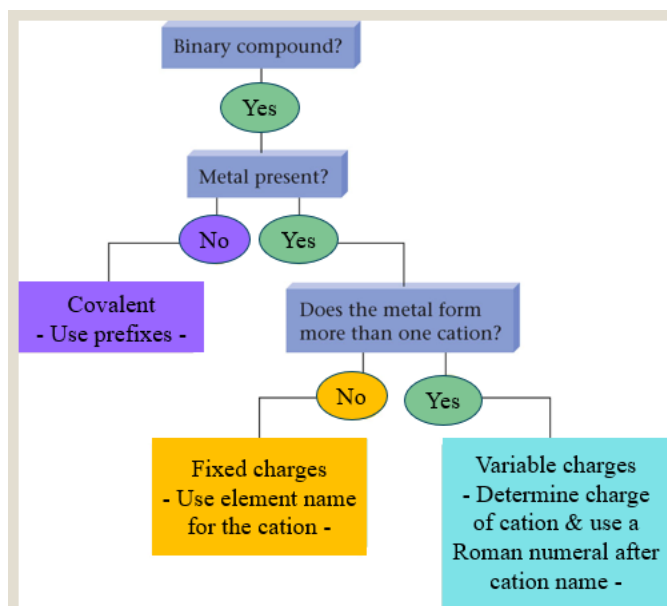 Binary compound?
Yes
Metal present?
No
Yes
Covalent
- Use prefixes -
Does the metal form
more than one cation?
No
Yes
Fixed charges
- Use element name
for the cation -
Variable charges
- Determine charge
of cation & use a
Roman numeral after
cation name -